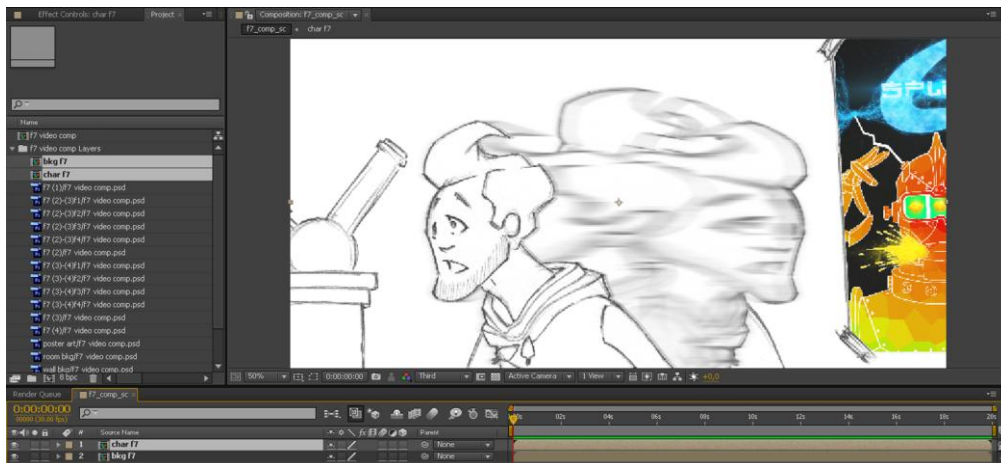 Effect Controls: char f7
Project
Composition: f7_comp_sc
f7_comp_sc
char f7
Name
f7 video comp
f7 video comp Layers
bkg f7
char f7
f7 (1)/f7 video comp.psd
f7 (2)-(3)f1/f7 video comp.psd
f7 (2)-(3)f2/f7 video comp.psd
f7 (2)-(3)f3/f7 video comp.psd
f7 (2)-(3)f4/f7 video comp.psd
f7 (2)/f7 video comp.psd
f7 (3)-(4)f1/f7 video comp.psd
f7 (3)-(4)f2/f7 video comp.psd
f7 (3)-(4)f3/f7 video comp.psd
f7 (3)-(4)f4/f7 video comp.psd
f7 (3)/f7 video comp.psd
f7 (4)/f7 video comp.psd
poster art/f7 video comp.psd
room bkg/f7 video comp.psd
wall bkg/f7 video comp.psd
8 bpc
50%
0:00:00:00
Third
Active Camera
1 View
+0,0
Render Queue
f7_comp_sc
0:00:00:00
00000 (30.00 fps)
02s 04s 06s 08s 10s 12s 14s 16s 18s 20s
# Source Name
Parent
1 char f7 None
2 bkg f7 None